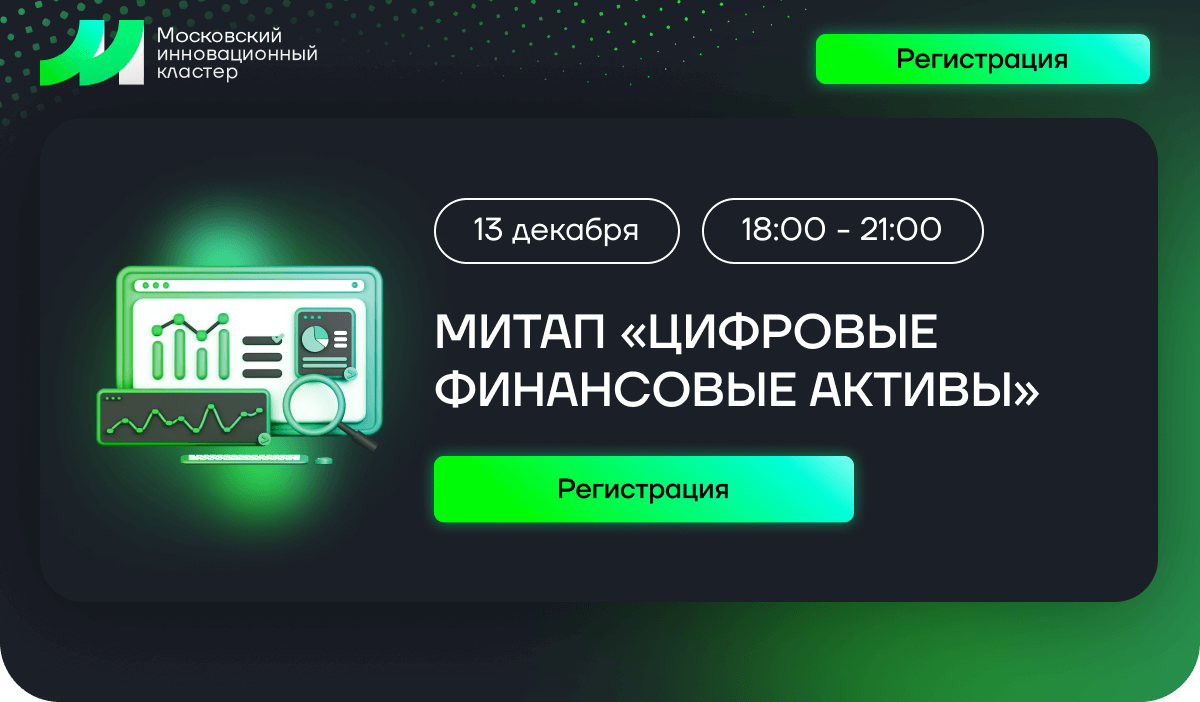 Московский
инновационный
кластер
Регистрация
13 декабря
18:00 - 21:00
МИТАП «ЦИФРОВЫЕ
ФИНАНСОВЫЕ АКТИВЫ»
Регистрация